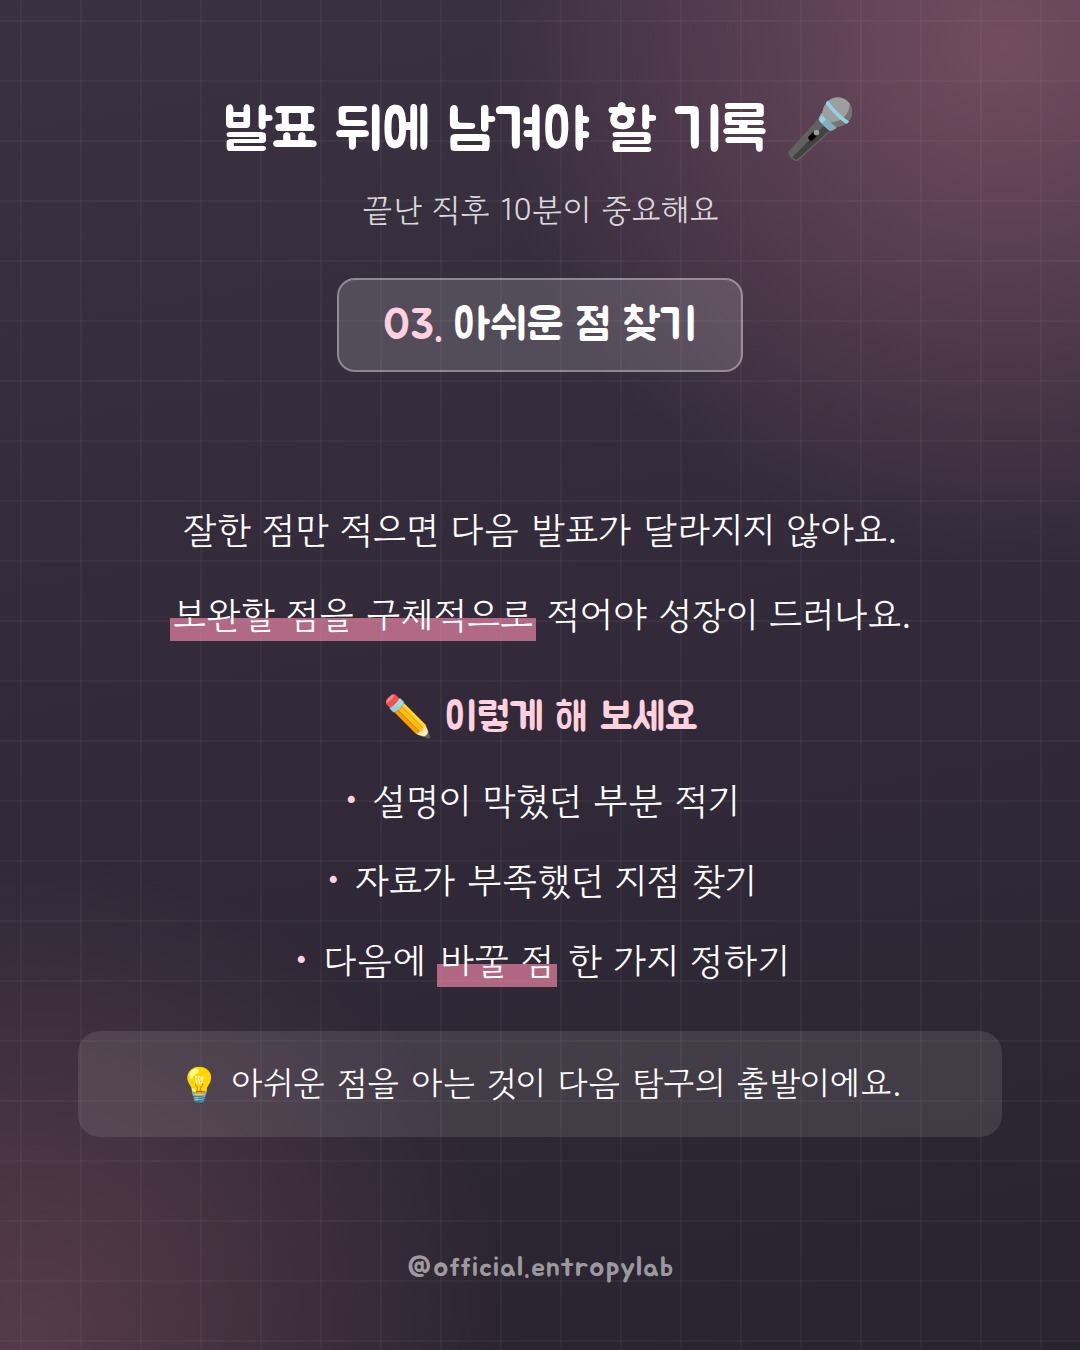 발표 뒤에 남겨야 할 기록 🎤
끝난 직후 10분이 중요해요
03. 아쉬운 점 찾기
잘한 점만 적으면 다음 발표가 달라지지 않아요.
보완할 점을 구체적으로 적어야 성장이 드러나요.
✏️ 이렇게 해 보세요
• 설명이 막혔던 부분 적기
• 자료가 부족했던 지점 찾기
• 다음에 바꿀 점 한 가지 정하기
💡 아쉬운 점을 아는 것이 다음 탐구의 출발이에요.
@official.entropylab